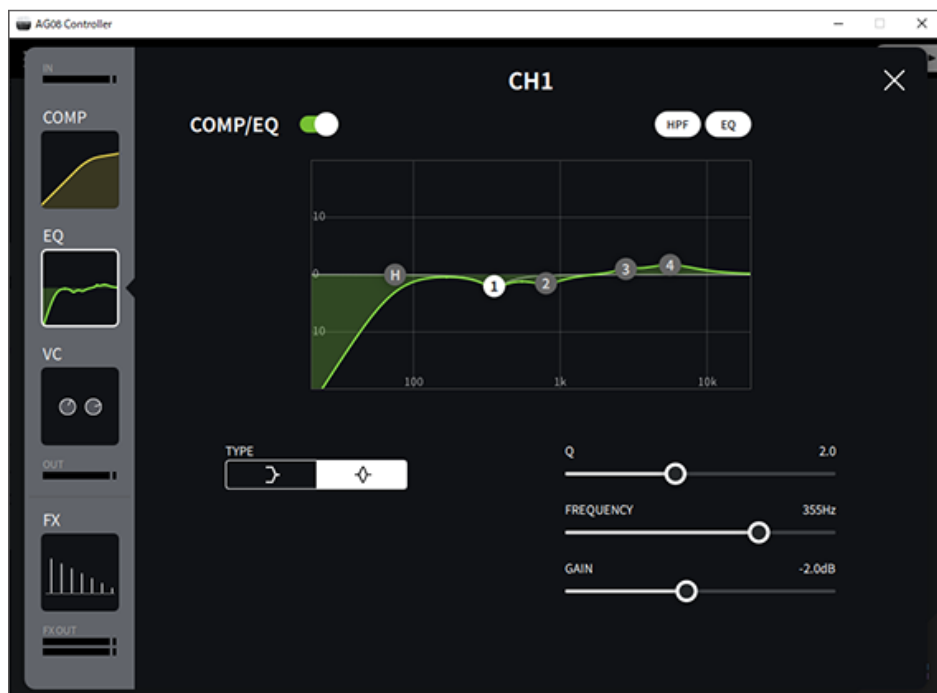 AG08 Controller
IN
COMP
EQ
VC
OUT
FX
FX OUT
CH1
COMP/EQ
HPF
EQ
10
0
10
100
1k
10k
H
1
2
3
4
TYPE
Q 2.0
FREQUENCY 355Hz
GAIN -2.0dB